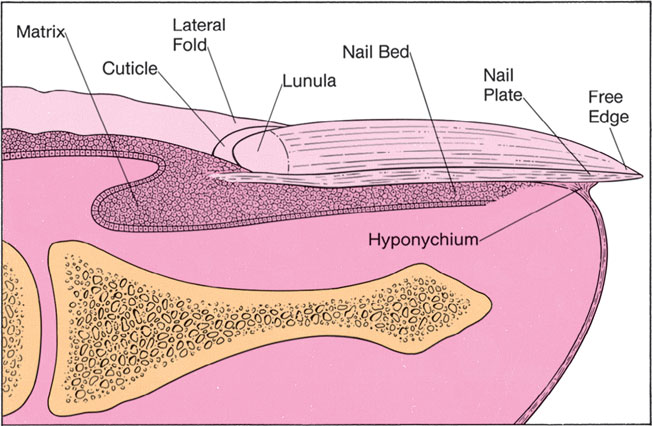 Matrix
Lateral
Fold
Cuticle
Lunula
Nail Bed
Nail
Plate
Free
Edge
Hyponychium